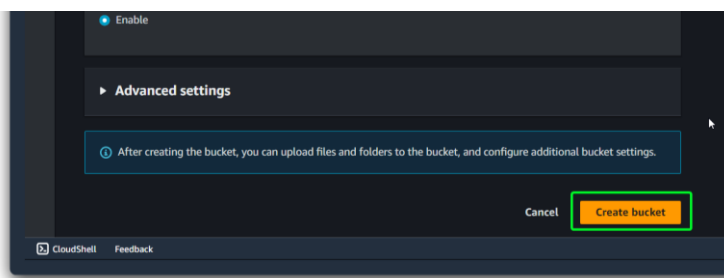 Enable
Advanced settings
After creating the bucket, you can upload files and folders to the bucket, and configure additional bucket settings.
Cancel Create bucket
CloudShell Feedback